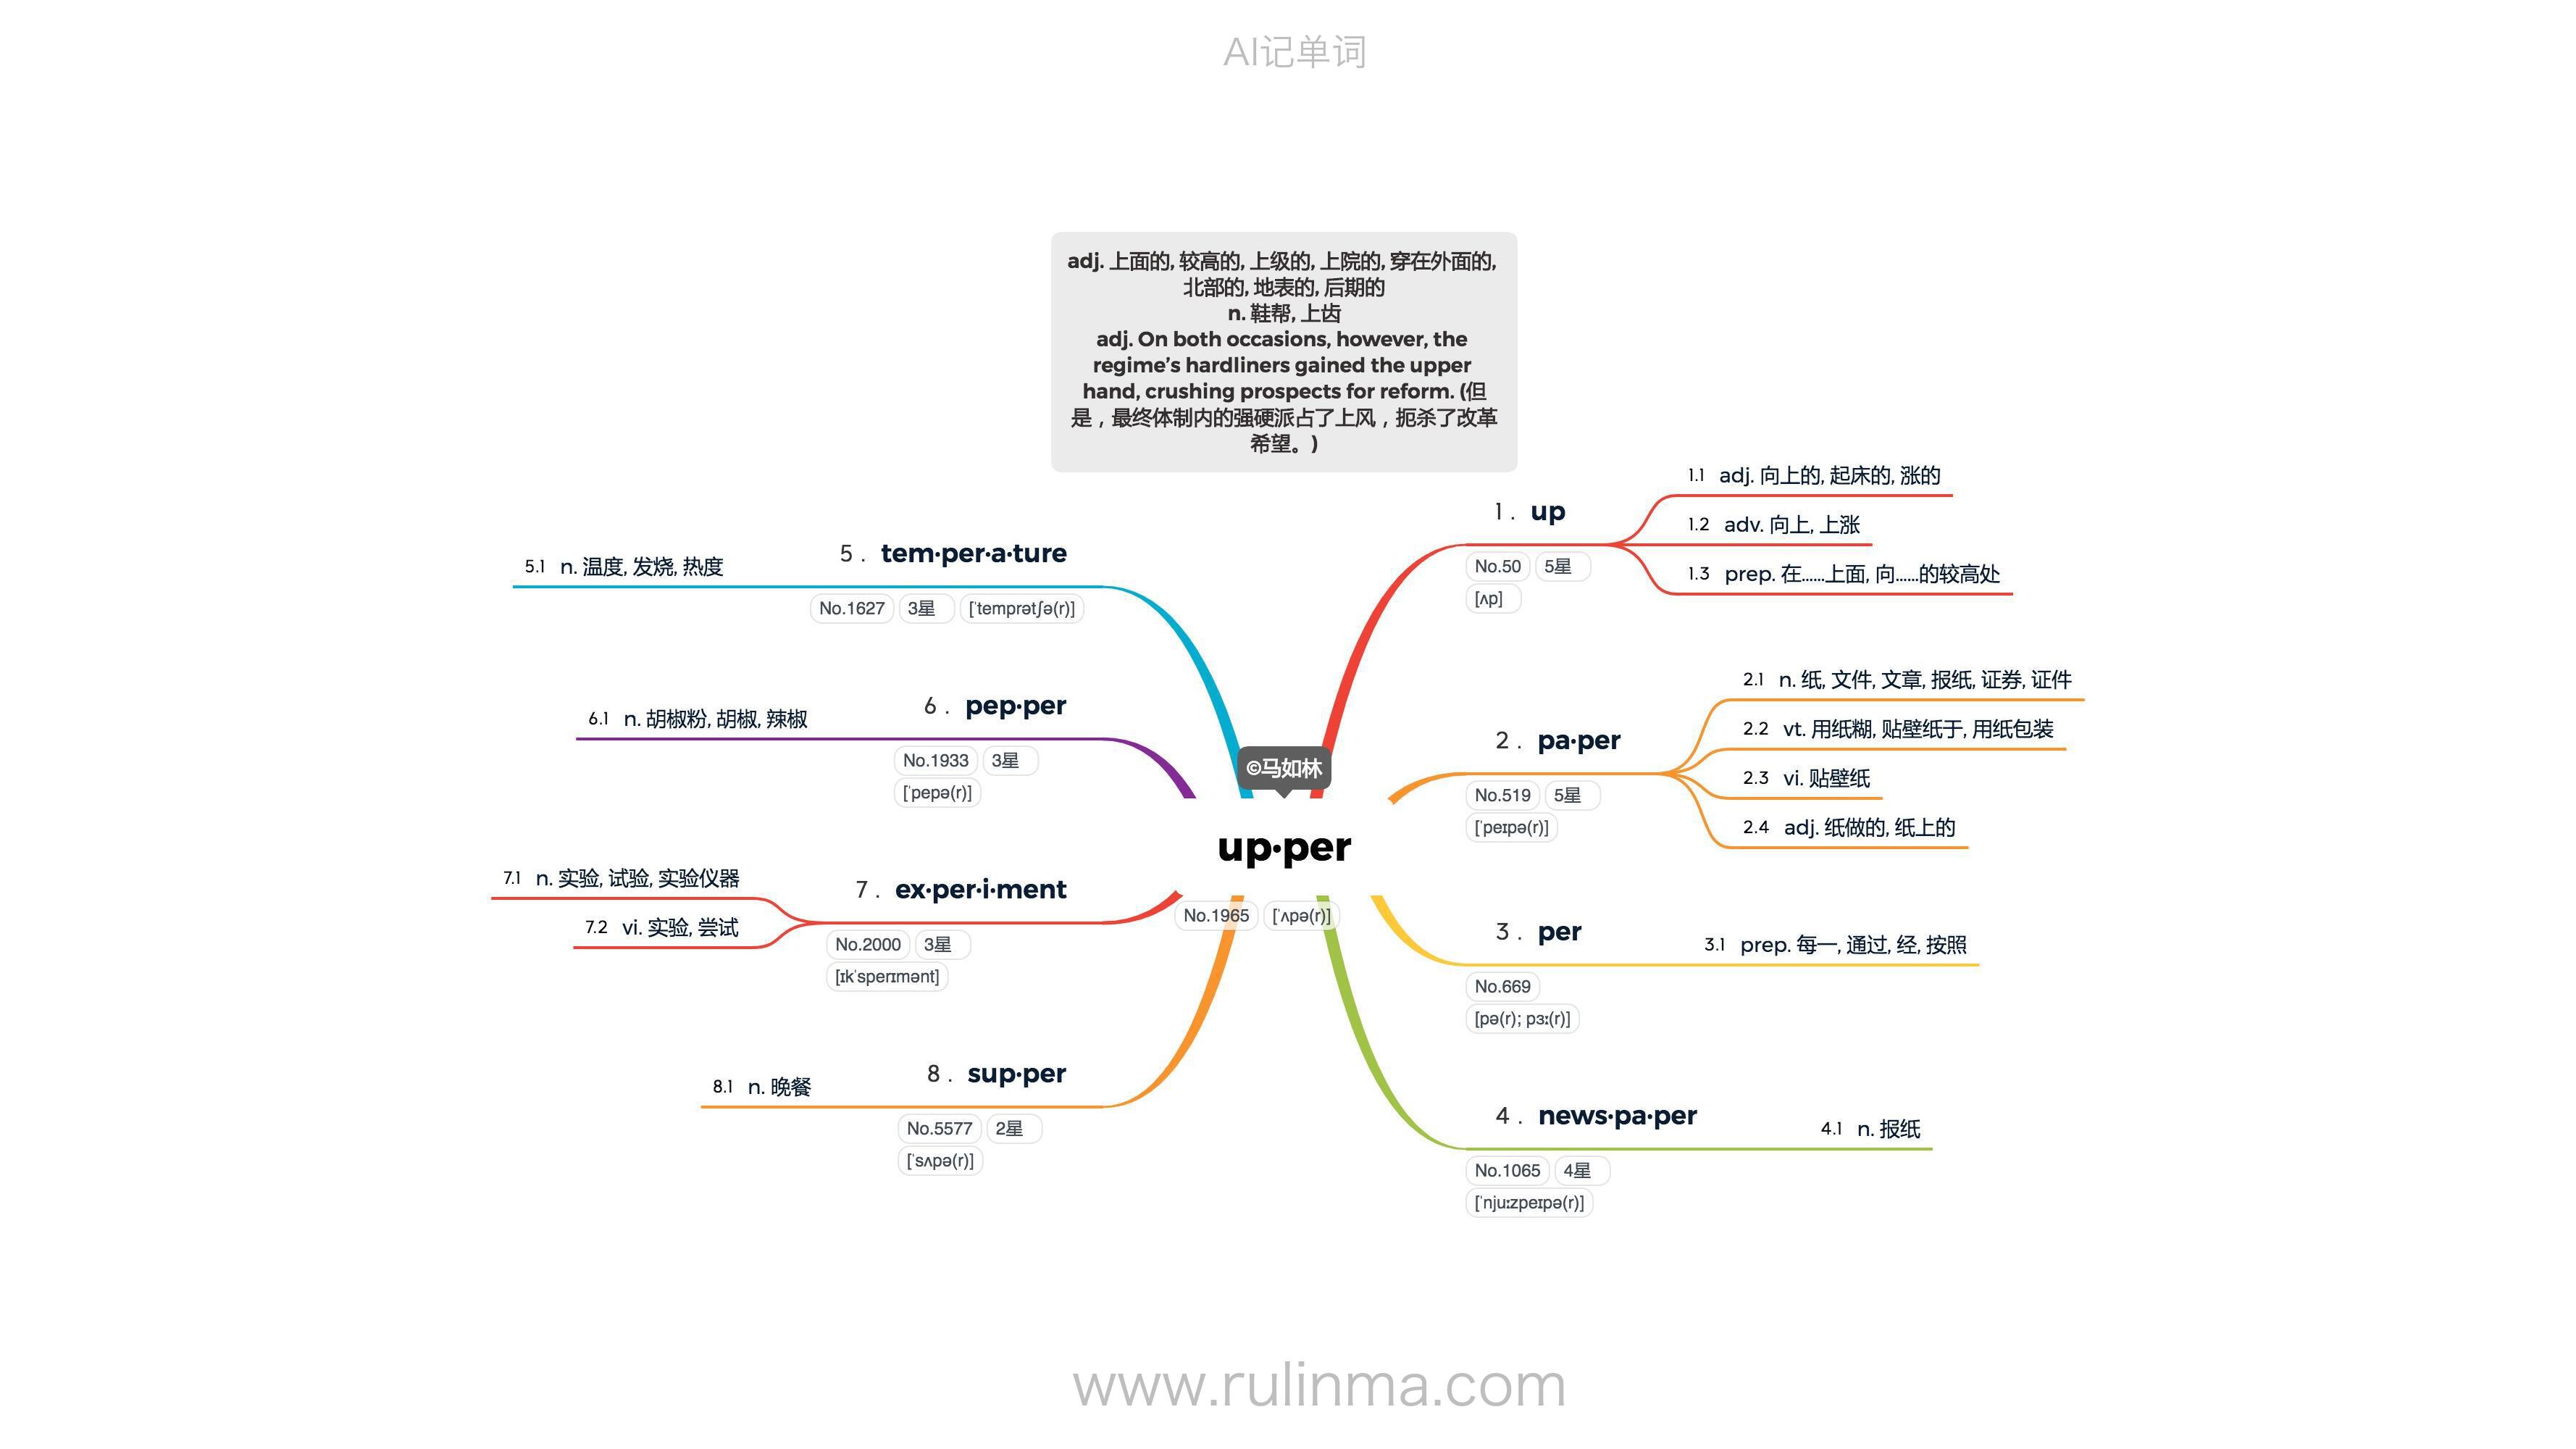 AI记单词
adj. 上面的, 较高的, 上级的, 上院的, 穿在外面的,
北部的, 地表的, 后期的
n. 鞋帮, 上齿
adj. On both occasions, however, the
regime’s hardliners gained the upper
hand, crushing prospects for reform. (但
是，最终体制内的强硬派占了上风，扼杀了改革
希望。)
©马如林
up·per
No.1965 [ˈʌpə(r)]
1. up
No.50 5星
[ʌp]
1.1 adj. 向上的, 起床的, 涨的
1.2 adv. 向上, 上涨
1.3 prep. 在……上面, 向……的较高处
2. pa·per
No.519 5星
[ˈpeɪpə(r)]
2.1 n. 纸, 文件, 文章, 报纸, 证券, 证件
2.2 vt. 用纸糊, 贴壁纸于, 用纸包装
2.3 vi. 贴壁纸
2.4 adj. 纸做的, 纸上的
3. per
No.669
[pə(r); pɜː(r)]
3.1 prep. 每一, 通过, 经, 按照
4. news·pa·per
No.1065 4星
[ˈnjuːzpeɪpə(r)]
4.1 n. 报纸
5. tem·per·a·ture
No.1627 3星 [ˈtemprətʃə(r)]
5.1 n. 温度, 发烧, 热度
6. pep·per
No.1933 3星
[ˈpepə(r)]
6.1 n. 胡椒粉, 胡椒, 辣椒
7. ex·per·i·ment
No.2000 3星
[ɪkˈsperɪmənt]
7.1 n. 实验, 试验, 实验仪器
7.2 vi. 实验, 尝试
8. sup·per
No.5577 2星
[ˈsʌpə(r)]
8.1 n. 晚餐
www.rulinma.com